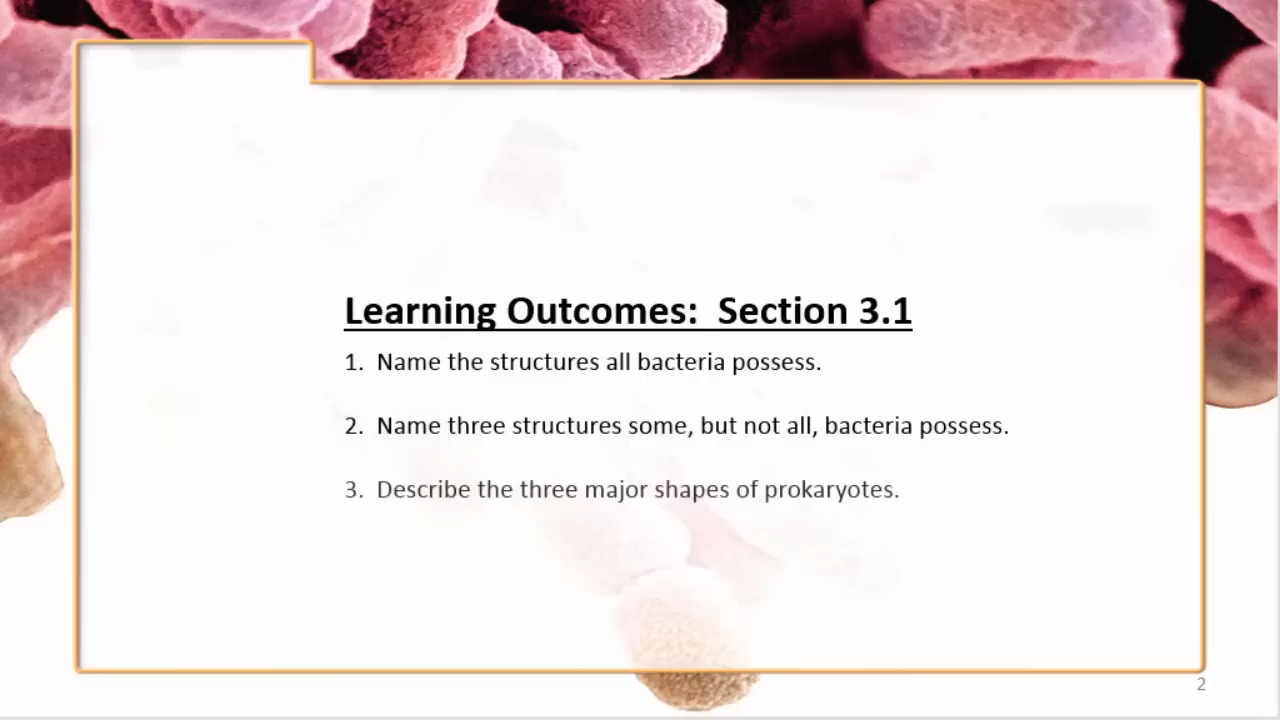 Learning Outcomes:  Section 3.1
1.  Name the structures all bacteria possess.
2.  Name three structures some, but not all, bacteria possess.
3.  Describe the three major shapes of prokaryotes.
2